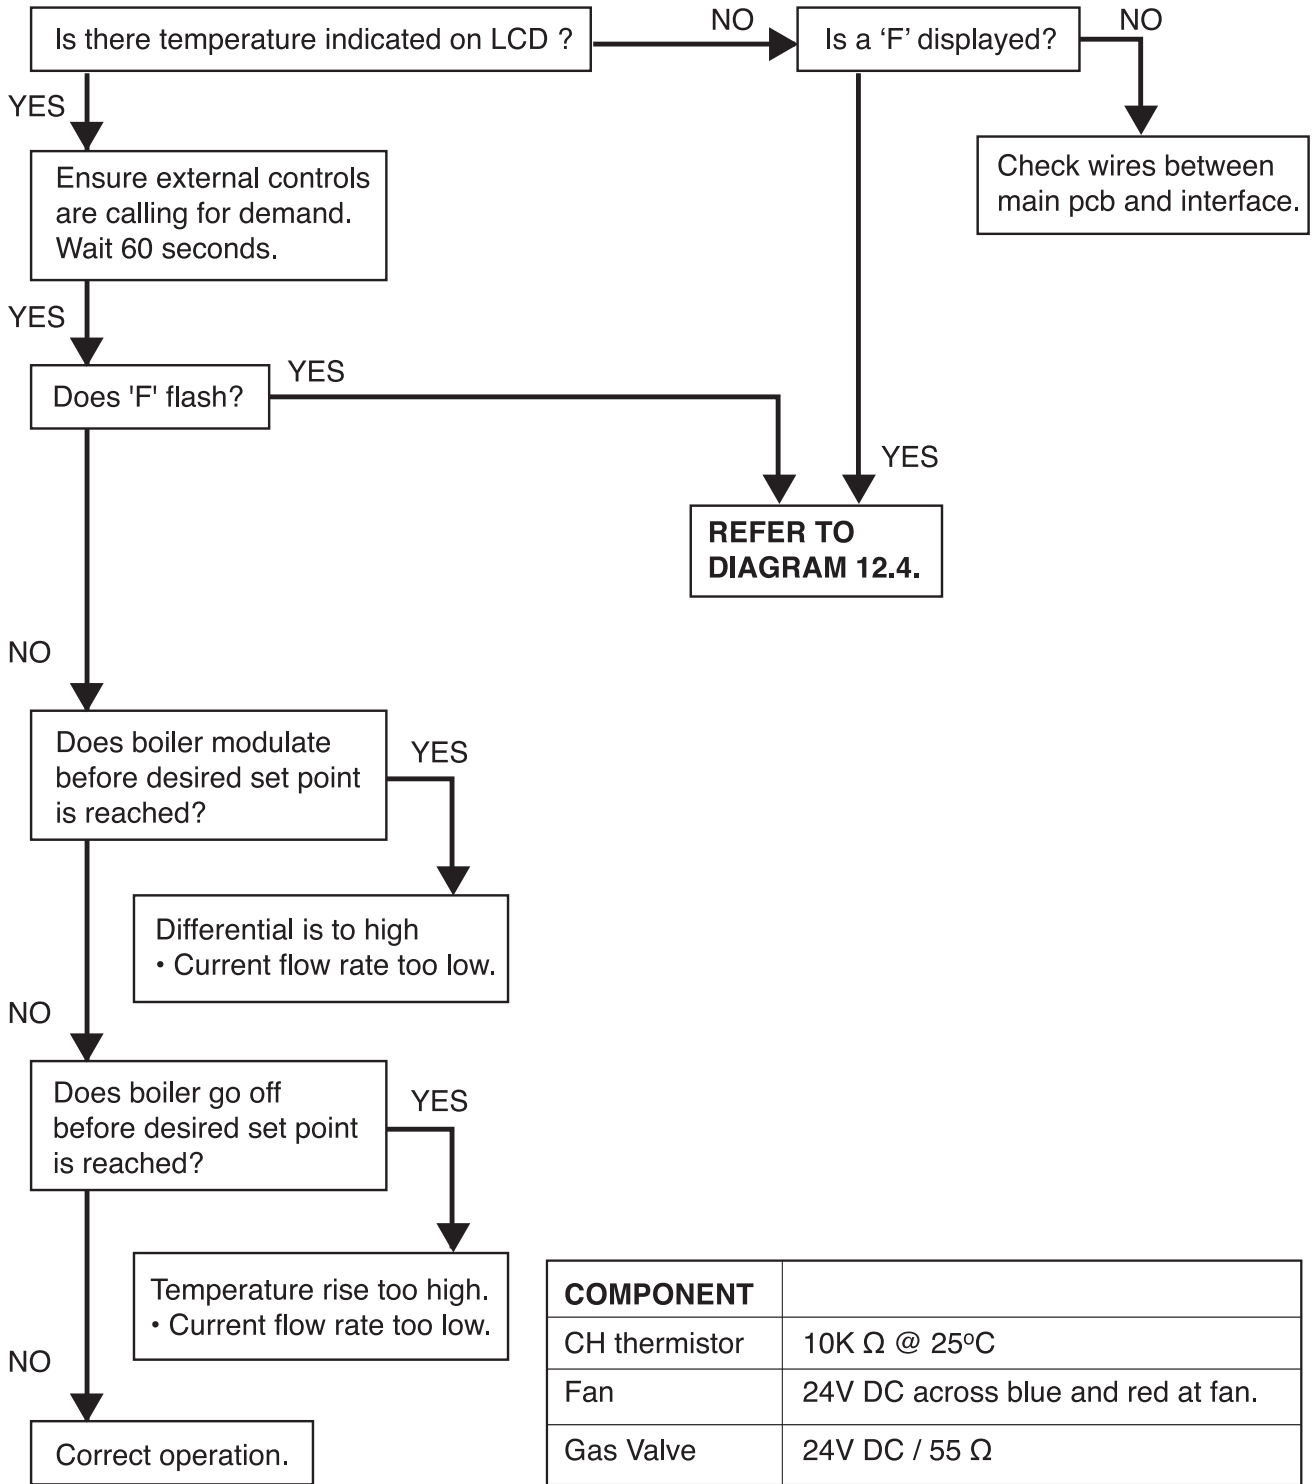 Is there temperature indicated on LCD ?
NO
Is a ‘F’ displayed?
NO
YES
Check wires between
main pcb and interface.
Ensure external controls
are calling for demand.
Wait 60 seconds.
YES
Does 'F' flash?
YES
YES
REFER TO
DIAGRAM 12.4.
NO
Does boiler modulate
before desired set point
is reached?
YES
Differential is to high
• Current flow rate too low.
NO
Does boiler go off
before desired set point
is reached?
YES
Temperature rise too high.
• Current flow rate too low.
NO
Correct operation.
COMPONENT
CH thermistor 10K Ω @ 25ºC
Fan 24V DC across blue and red at fan.
Gas Valve 24V DC / 55 Ω